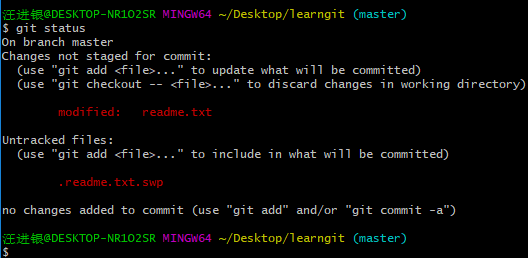 汪进银@DESKTOP-NR1O2SR MINGW64 ~/Desktop/learngit (master)
$ git status
On branch master
Changes not staged for commit:
  (use "git add <file>..." to update what will be committed)
  (use "git checkout -- <file>..." to discard changes in working directory)
        modified:   readme.txt
Untracked files:
  (use "git add <file>..." to include in what will be committed)
        .readme.txt.swp
no changes added to commit (use "git add" and/or "git commit -a")
汪进银@DESKTOP-NR1O2SR MINGW64 ~/Desktop/learngit (master)
$